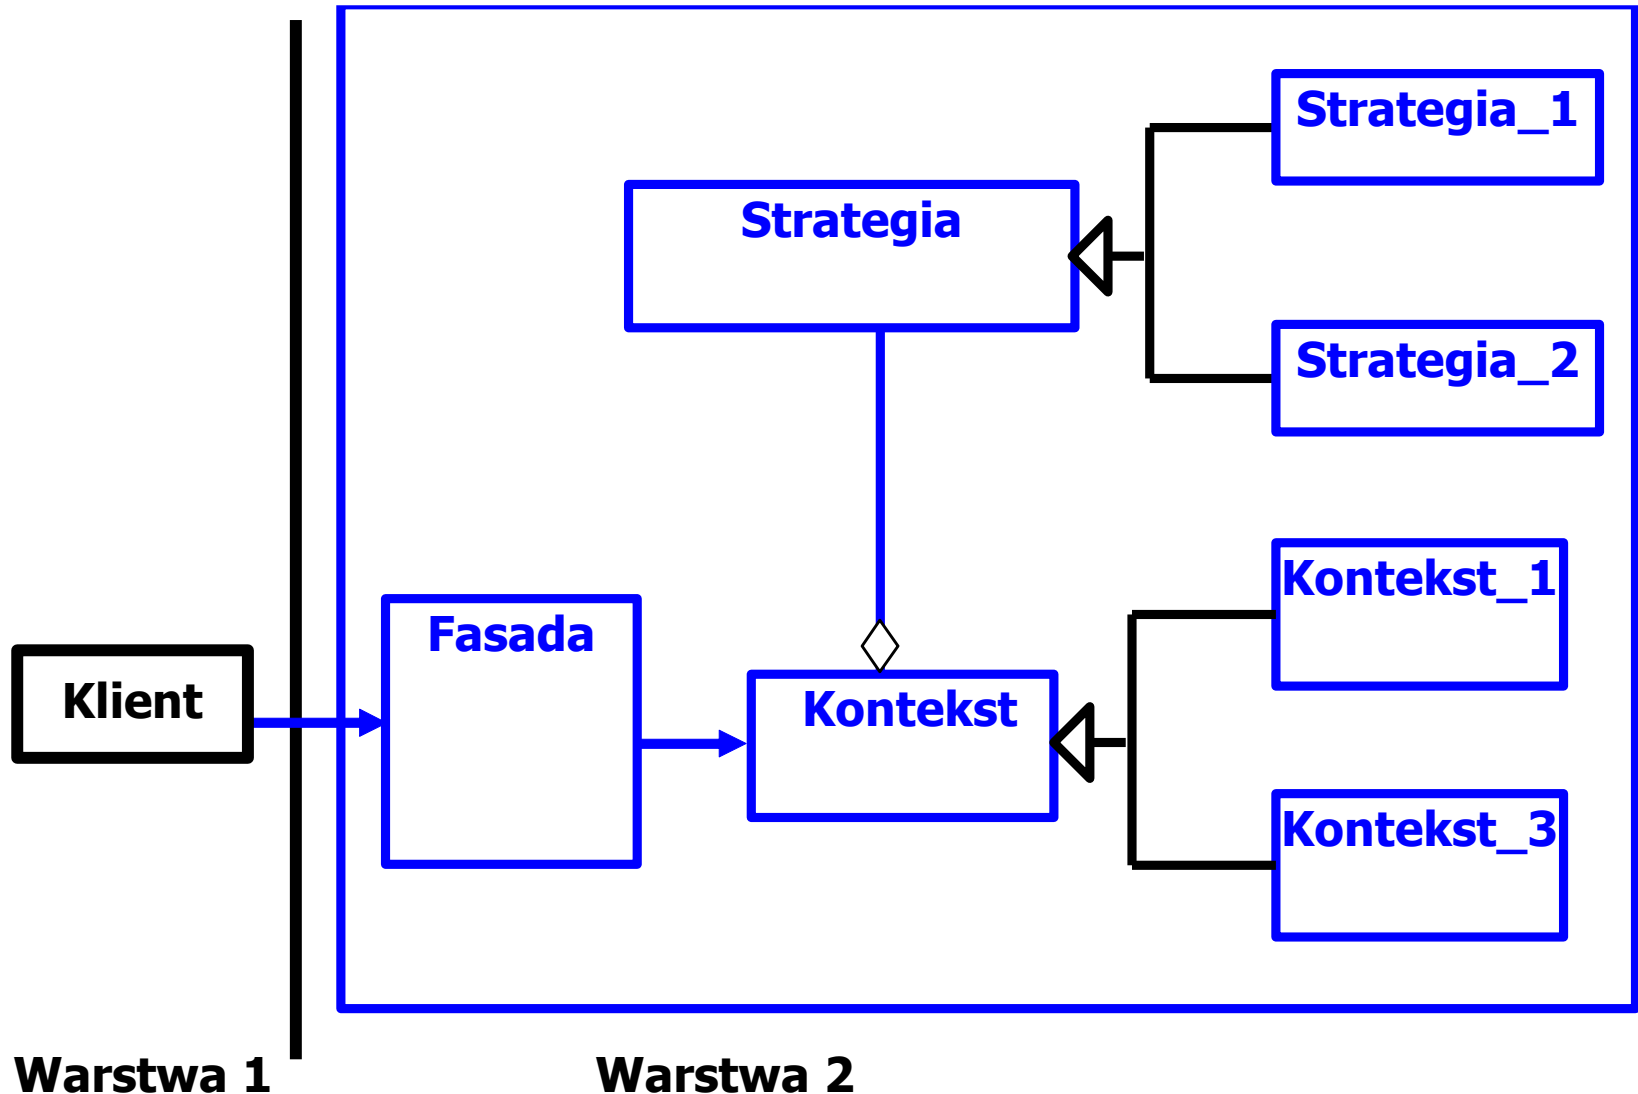 Strategia_1
Strategia
Strategia_2
Kontekst_1
Fasada
Klient
Kontekst
Kontekst_3
Warstwa 1
Warstwa 2